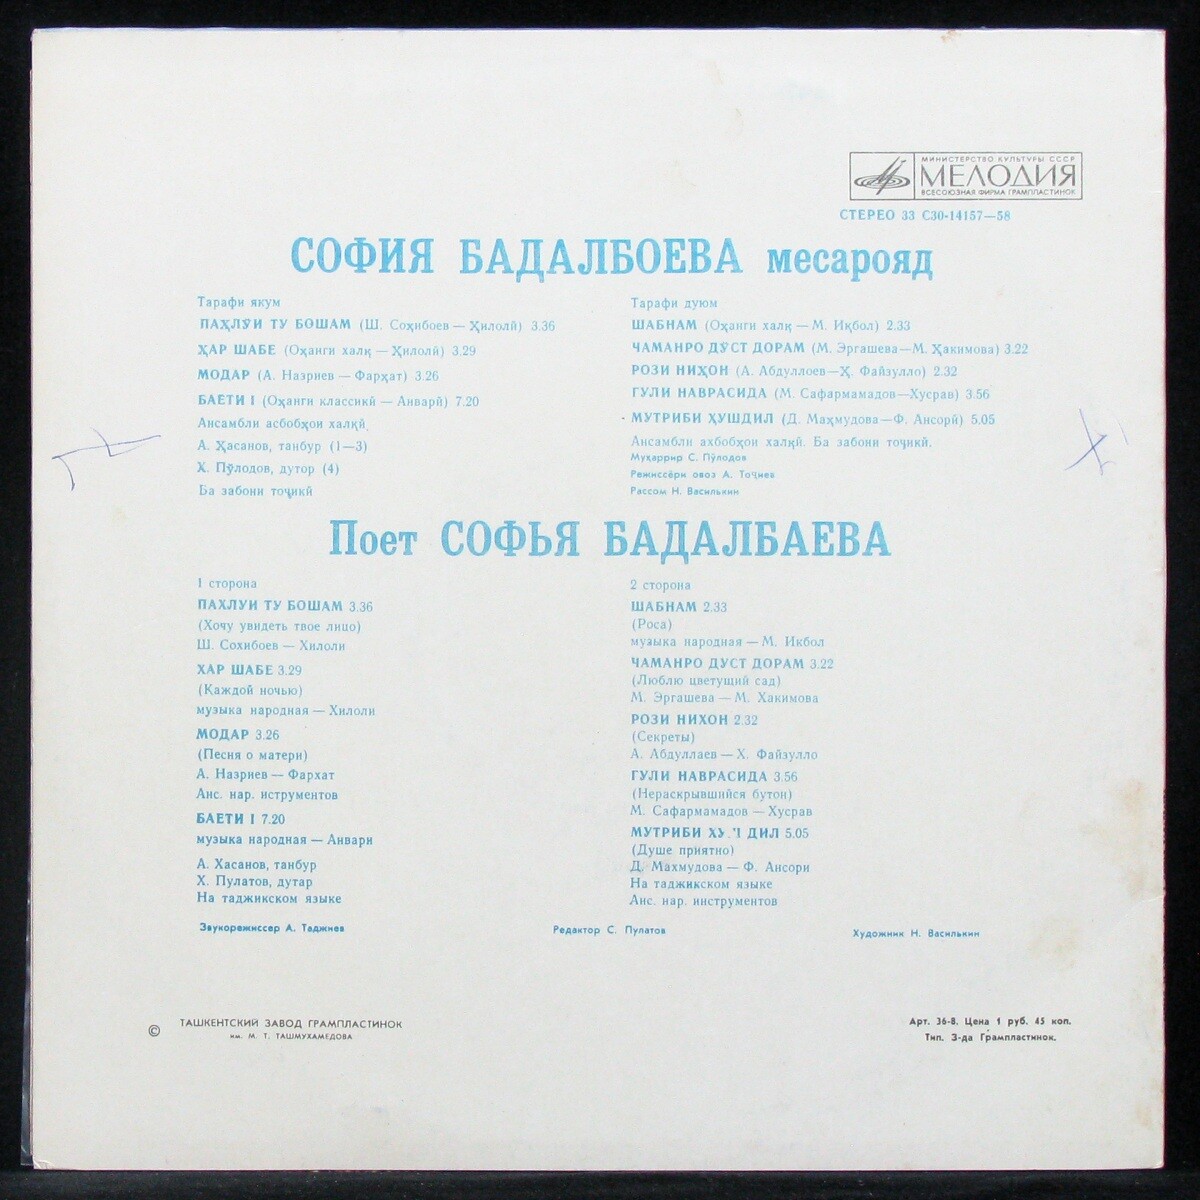 МИНИСТЕРСТВО КУЛЬТУРЫ СССР
МЕЛОДИЯ
ВСЕСОЮЗНАЯ ФИРМА ГРАМПЛАСТИНОК
СТЕРЕО 33 С30-14157—58
СОФИЯ БАДАЛБОЕВА месарояд
Тарафи якум
ПАҲЛӮИ ТУ БОШАМ (Ш. Соҳибоев — Ҳилолӣ) 3.36
ҲАР ШАБЕ (Оҳанги халқ — Ҳилолӣ) 3.29
МОДАР (А. Назриев — Фарҳат) 3.26
БАЕТИ I (Оҳанги классикӣ — Анварӣ) 7.20
Ансамбли асбобҳои халқӣ
А. Ҳасанов, танбур (1—3)
Х. Пӯлодов, дутор (4)
Ба забони тоҷикӣ
Тарафи дуюм
ШАБНАМ (Оҳанги халқ — М. Иқбол) 2.33
ЧАМАНРО ДӮСТ ДОРАМ (М. Эргашева—М. Ҳакимова) 3.22
РОЗИ НИҲОН (А. Абдуллоев—Ҳ. Файзулло) 2.32
ГУЛИ НАВРАСИДА (М. Сафармамадов—Хусрав) 3.56
МУТРИБИ ҲУШДИЛ (Д. Маҳмудова—Ф. Ансорӣ) 5.05
Ансамбли ахбобҳои халқӣ. Ба забони тоҷикӣ.
Муҳаррир С. Пӯлодов
Режиссёри овоз А. Тоҷиев
Рассом Н. Василькин
Поет СОФЬЯ БАДАЛБАЕВА
1 сторона
ПАХЛУИ ТУ БОШАМ 3.36
(Хочу увидеть твое лицо)
Ш. Сохибоев — Хилоли
ХАР ШАБЕ 3.29
(Каждой ночью)
музыка народная — Хилоли
МОДАР 3.26
(Песня о матери)
А. Назриев — Фархат
Анс. нар. иструментов
БАЕТИ I 7.20
музыка народная — Анвари
А. Хасанов, танбур
Х. Пулатов, дутар
На таджикском языке
2 сторона
ШАБНАМ 2.33
(Роса)
музыка народная — М. Икбол
ЧАМАНРО ДУСТ ДОРАМ 3.22
(Люблю цветущий сад)
М. Эргашева — М. Хакимова
РОЗИ НИХОН 2.32
(Секреты)
А. Абдуллаев — Х. Файзулло
ГУЛИ НАВРАСИДА 3.56
(Нераскрывшийся бутон)
М. Сафармамадов — Хусрав
МУТРИБИ ДИЛ 5.05
(Душе приятно)
Д. Махмудова — Ф. Ансори
На таджикском языке
Анс. нар. инструментов
Звукорежиссер А. Таджиев
Редактор С. Пулатов
Художник Н. Василькин
© ТАШКЕНТСКИЙ ЗАВОД ГРАМПЛАСТИНОК
им. М. Т. ТАШМУХАМЕДОВА
Арт. 36-8. Цена 1 руб. 45 коп.
Тип. З-да Грампластинок.